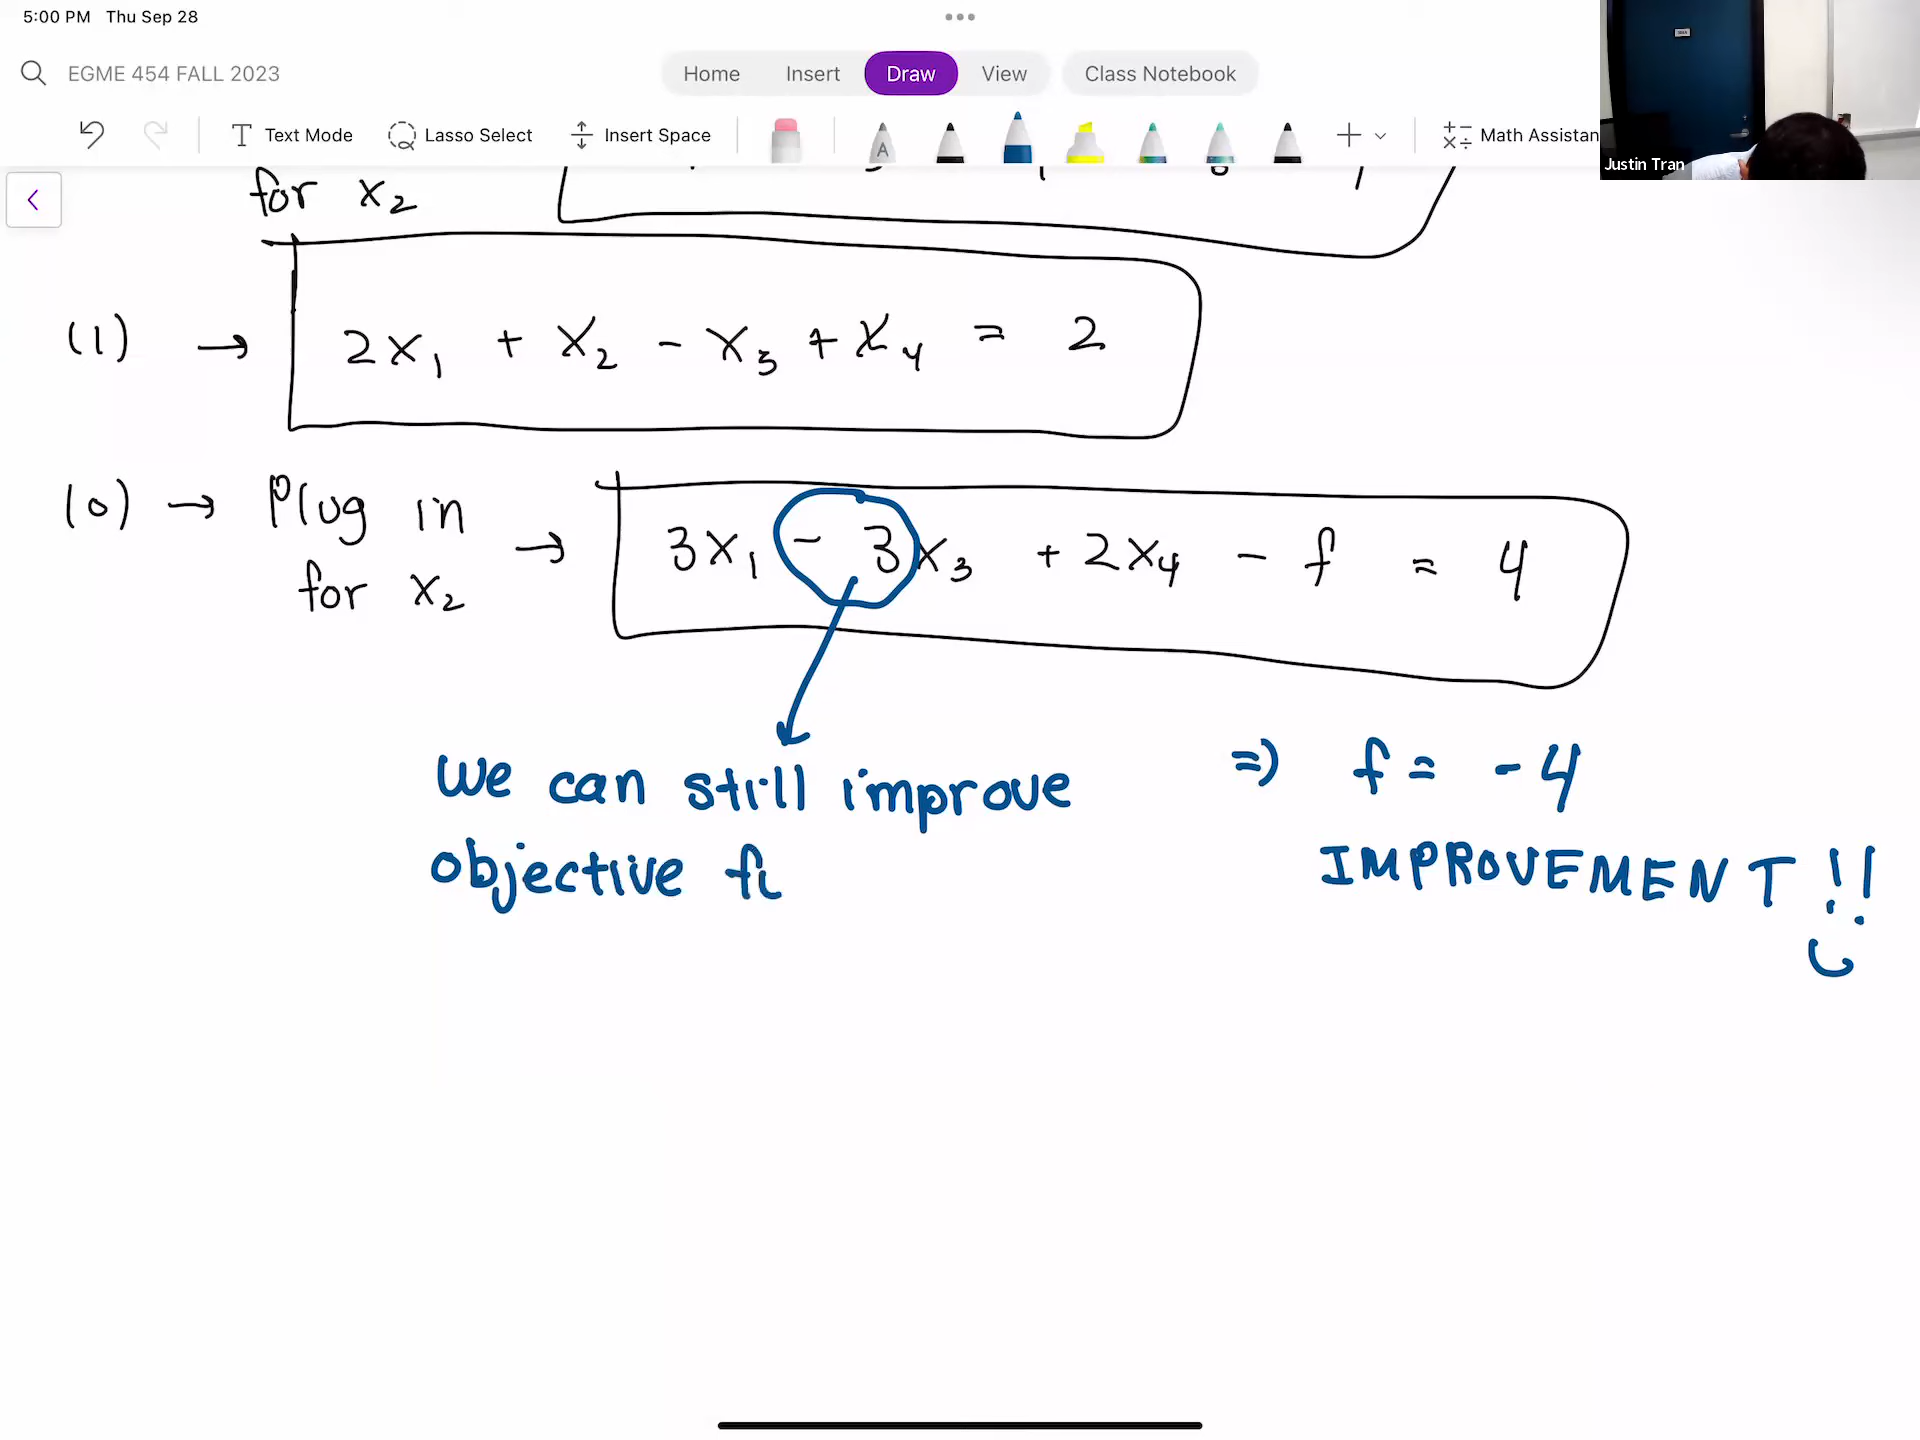 5:00 PM Thu Sep 28
EGME 454 FALL 2023
Home Insert Draw View Class Notebook
Text Mode Lasso Select Insert Space A Math Assistan
Justin Tran
for x₂
(1) → 2x₁ + x₂ - x₃ + x₄ = 2
(0) → Plug in
for x₂ → 3x₁ - 3x₃ + 2x₄ - f = 4
we can still improve
objective fu
⇒ f = -4
IMPROVEMENT!!